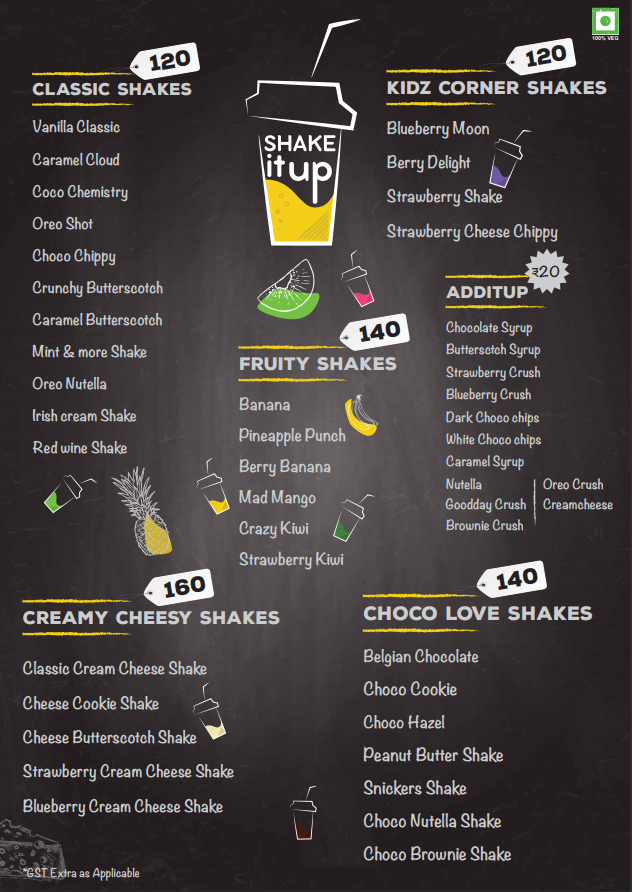 100% VEG
120
CLASSIC SHAKES
Vanilla Classic
Caramel Cloud
Coco Chemistry
Oreo Shot
Choco Chippy
Crunchy Butterscotch
Caramel Butterscotch
Mint & more Shake
Oreo Nutella
Irish cream Shake
Red wine Shake
SHAKE
it up
120
KIDZ CORNER SHAKES
Blueberry Moon
Berry Delight
Strawberry Shake
Strawberry Cheese Chippy
₹20
ADDITUP
Chocolate Syrup
Buttersctch Syrup
Strawberry Crush
Blueberry Crush
Dark Choco chips
White Choco chips
Caramel Syrup
Nutella
Goodday Crush
Brownie Crush
Oreo Crush
Creamcheese
140
FRUITY SHAKES
Banana
Pineapple Punch
Berry Banana
Mad Mango
Crazy Kiwi
Strawberry Kiwi
160
CREAMY CHEESY SHAKES
Classic Cream Cheese Shake
Cheese Cookie Shake
Cheese Butterscotch Shake
Strawberry Cream Cheese Shake
Blueberry Cream Cheese Shake
140
CHOCO LOVE SHAKES
Belgian Chocolate
Choco Cookie
Choco Hazel
Peanut Butter Shake
Snickers Shake
Choco Nutella Shake
Choco Brownie Shake
*GST Extra as Applicable